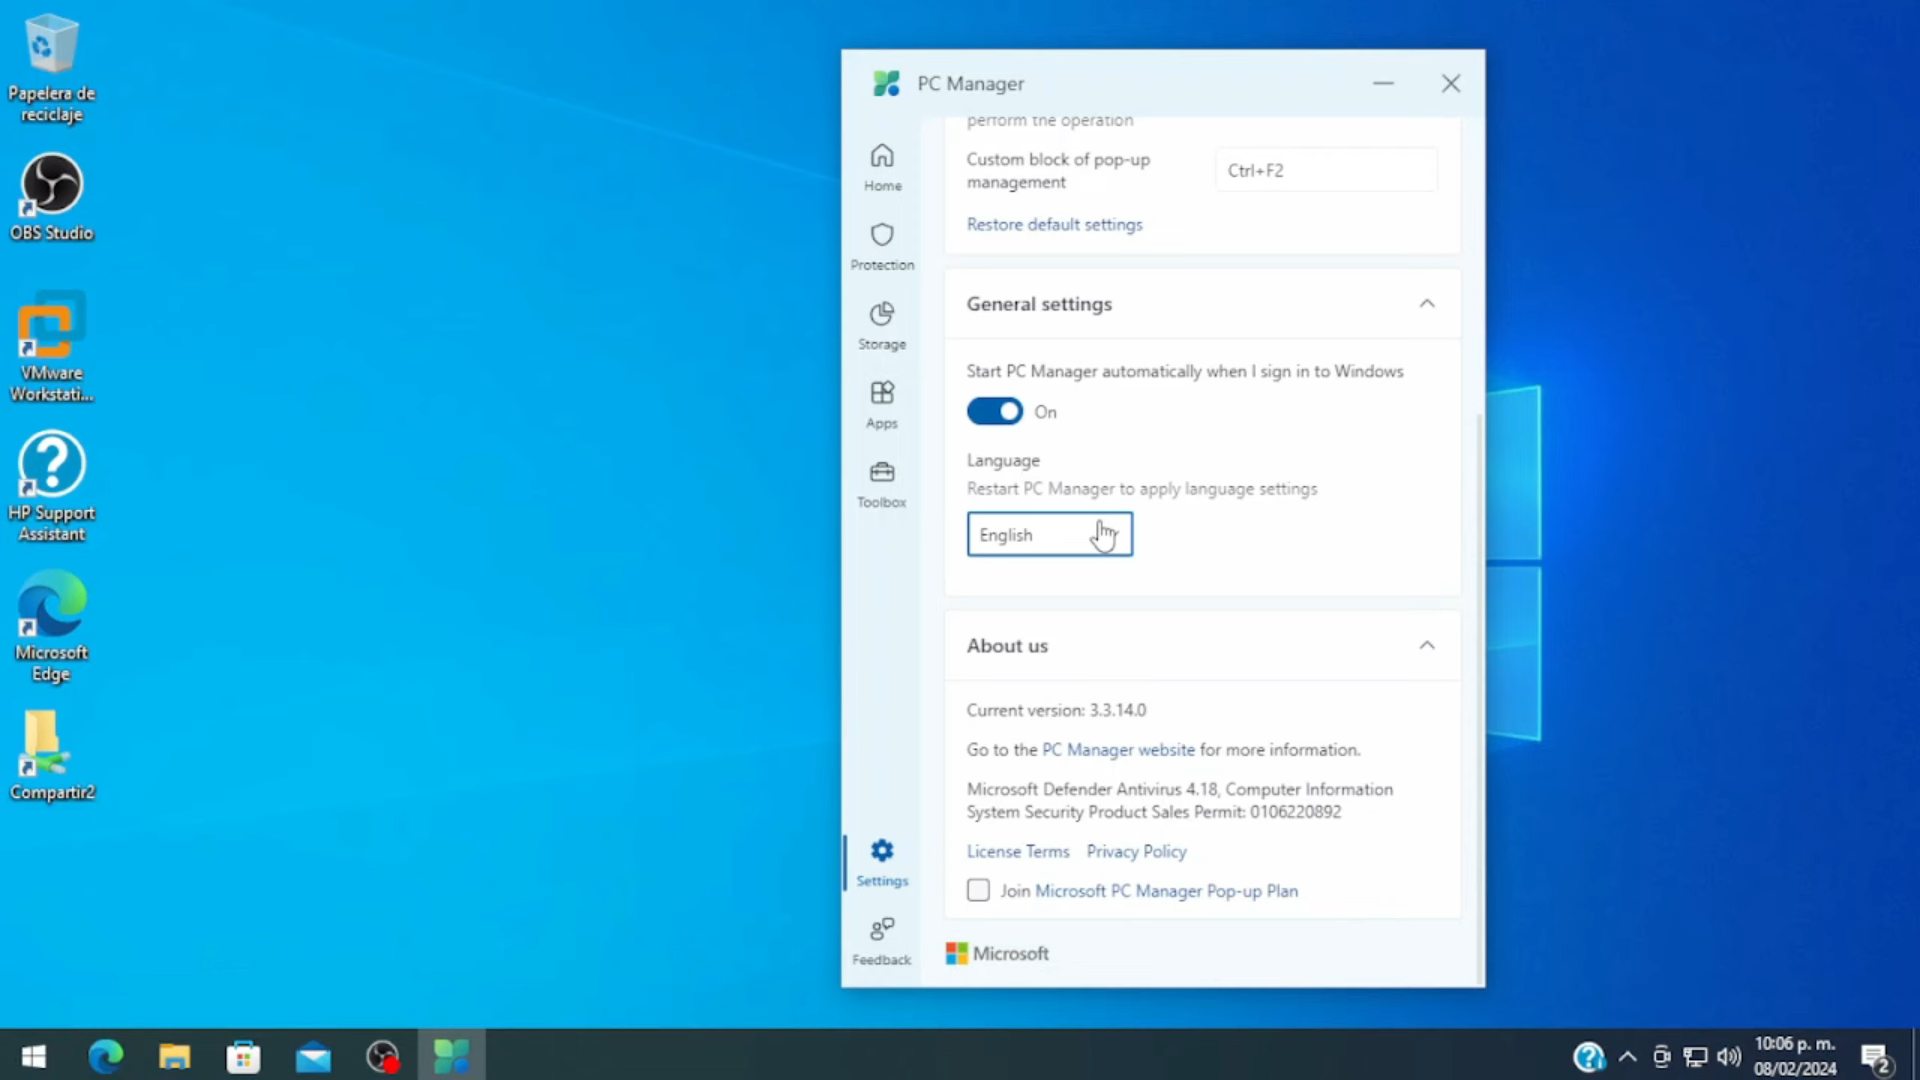 Papelera de
reciclaje
OBS Studio
VMware
Workstati...
HP Support
Assistant
Microsoft
Edge
Compartir2
PC Manager
Home
Protection
Storage
Apps
Toolbox
Settings
Feedback
perform the operation
Custom block of pop-up
management
Ctrl+F2
Restore default settings
General settings
Start PC Manager automatically when I sign in to Windows
On
Language
Restart PC Manager to apply language settings
English
About us
Current version: 3.3.14.0
Go to the PC Manager website for more information.
Microsoft Defender Antivirus 4.18, Computer Information
System Security Product Sales Permit: 0106220892
License Terms Privacy Policy
Join Microsoft PC Manager Pop-up Plan
Microsoft
10:06 p. m.
08/02/2024
2